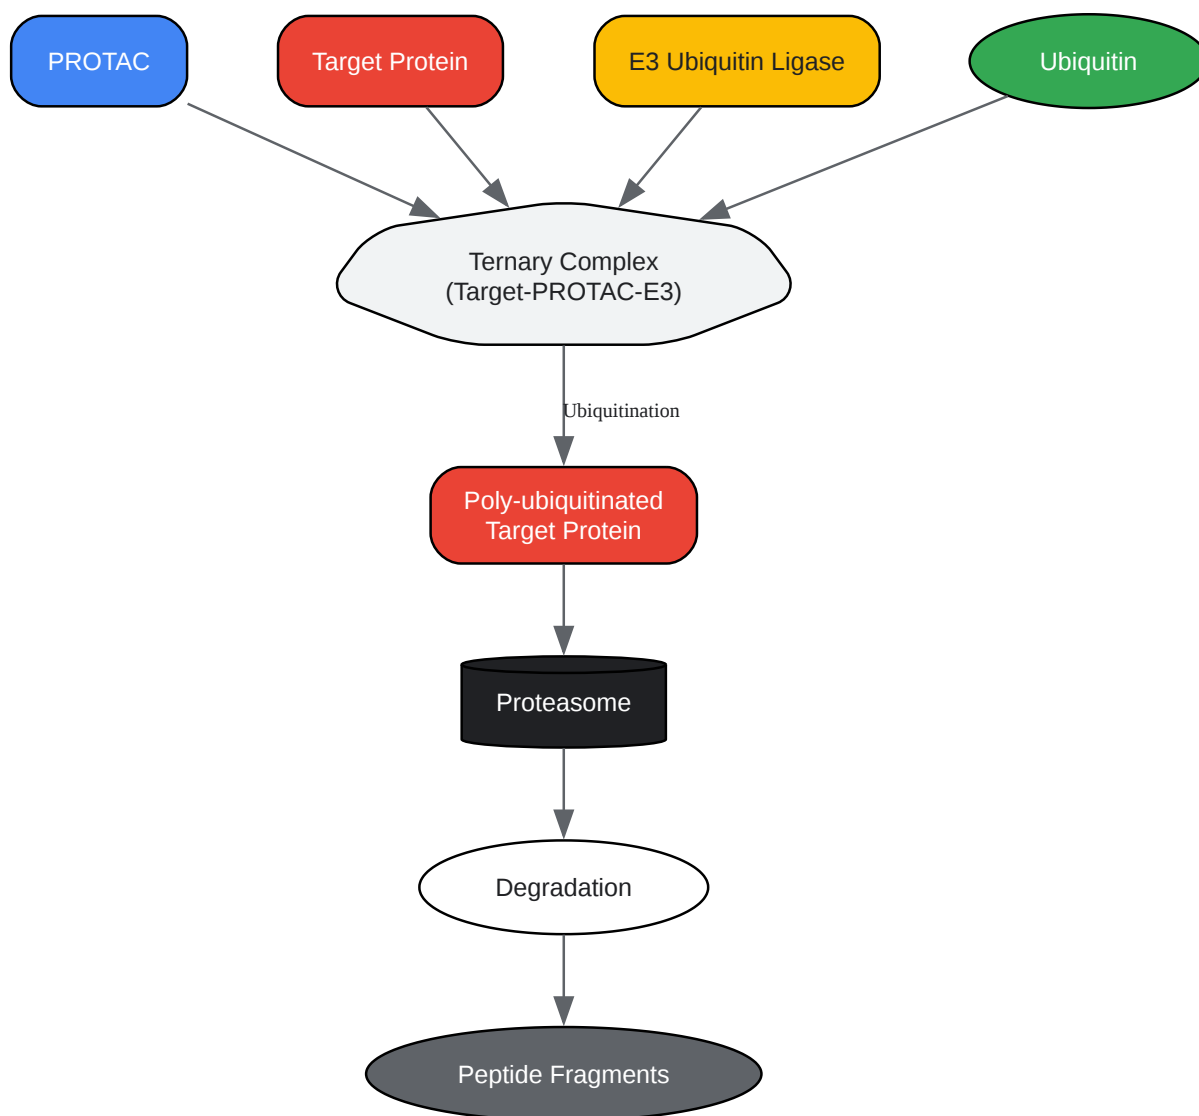 PROTAC
Target Protein
E3 Ubiquitin Ligase
Ubiquitin
Ternary Complex
(Target-PROTAC-E3)
Ubiquitination
Poly-ubiquitinated
Target Protein
Proteasome
Degradation
Peptide Fragments